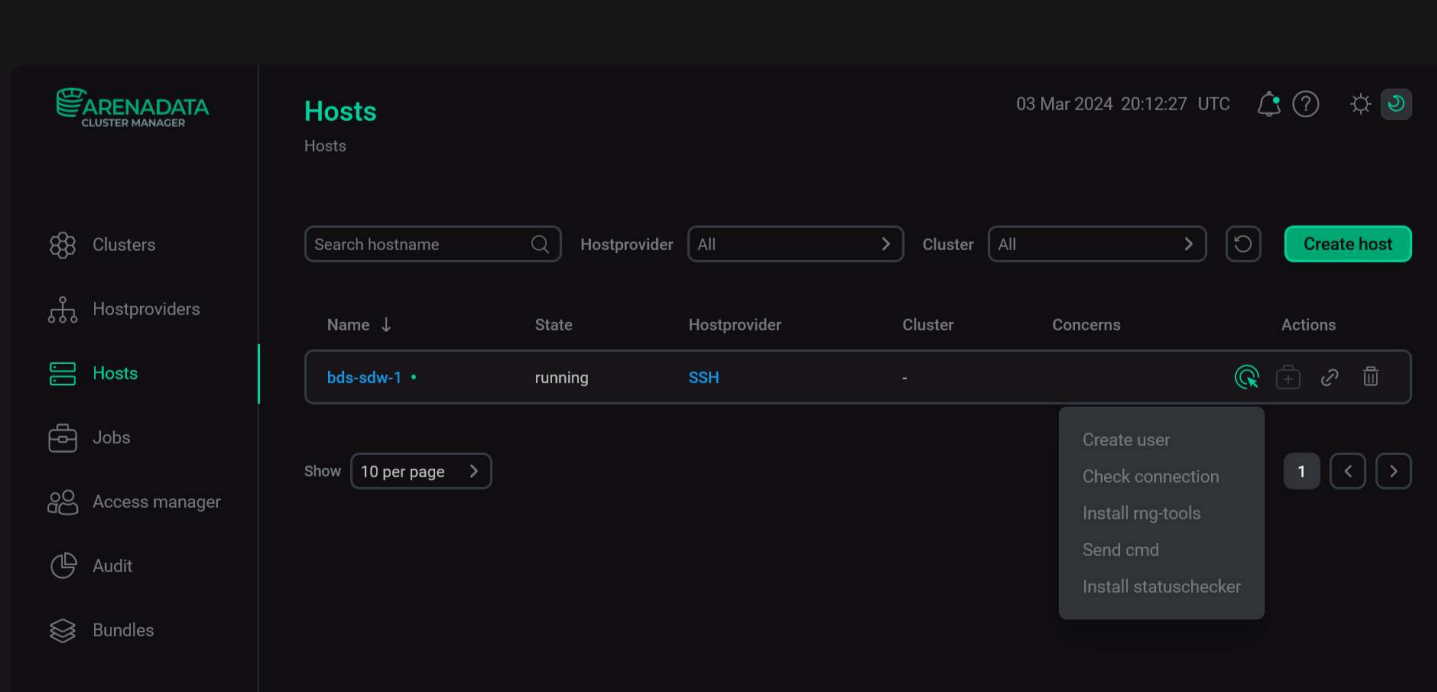 ARENADATA
CLUSTER MANAGER
Hosts
Hosts
03 Mar 2024 20:12:27 UTC
Clusters
Hostproviders
Hosts
Jobs
Access manager
Audit
Bundles
Search hostname
Hostprovider All
Cluster All
Create host
Name State Hostprovider Cluster Concerns Actions
bds-sdw-1 running SSH -
Create user
Check connection
Install rng-tools
Send cmd
Install statuschecker
Show 10 per page
1